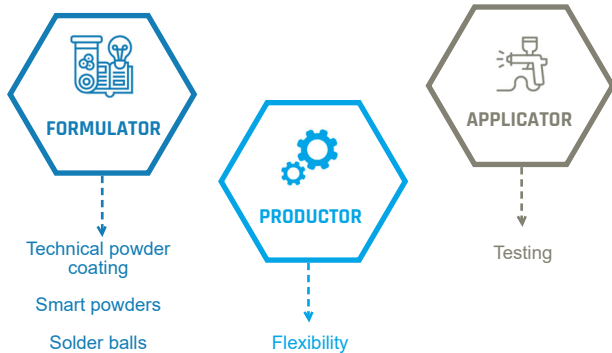 FORMULATOR
Technical powder
coating
Smart powders
Solder balls
PRODUCTOR
Flexibility
APPLICATOR
Testing